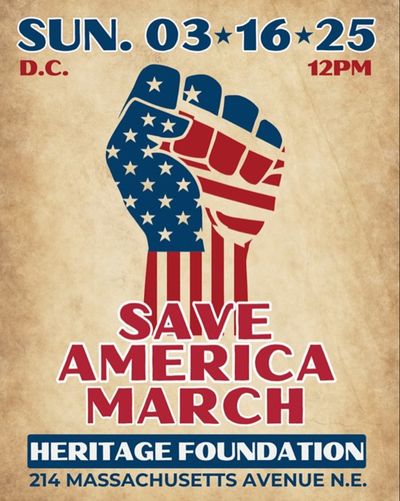 SUN. 03★16★25
D.C. 12PM
SAVE
AMERICA
MARCH
HERITAGE FOUNDATION
214 MASSACHUSETTS AVENUE N.E.